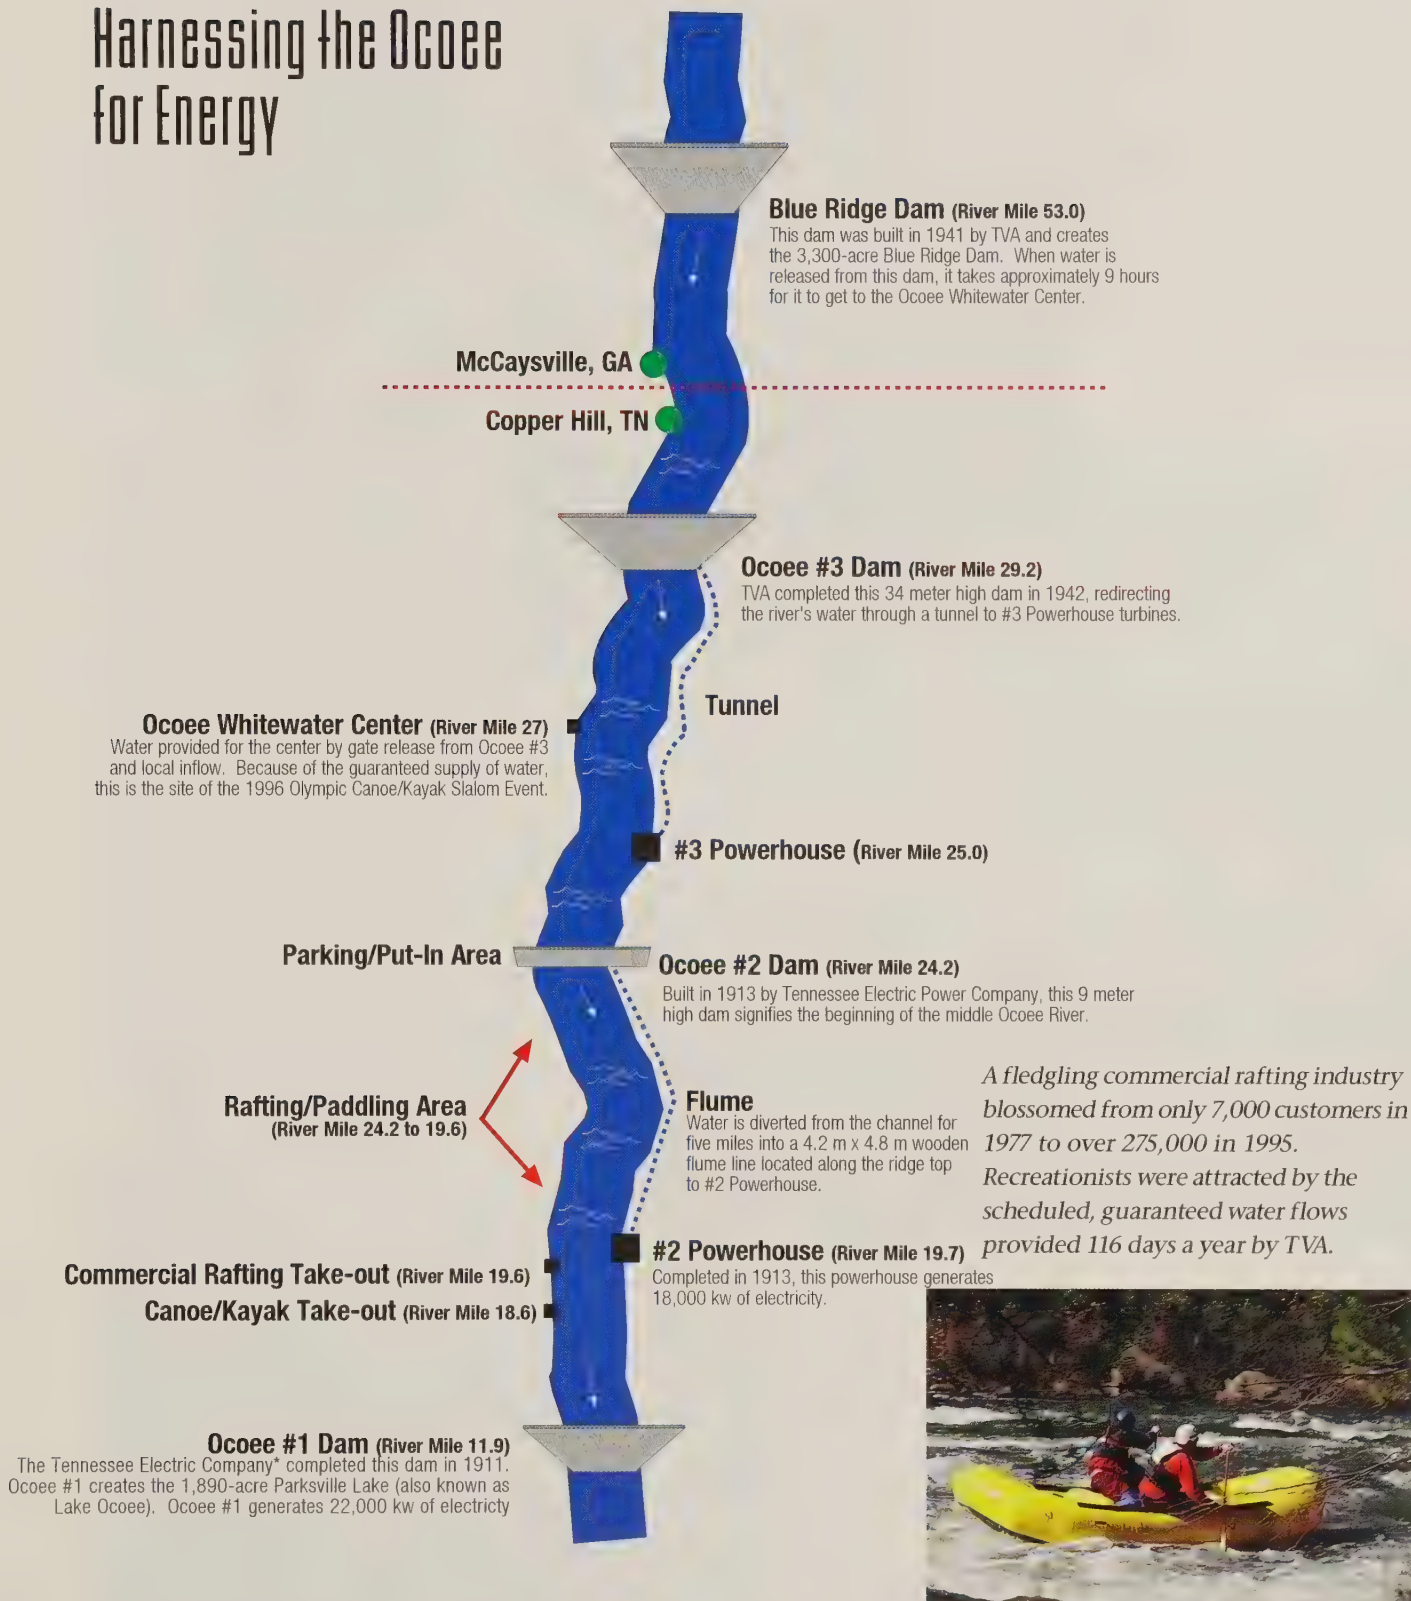 Harnessing the Ocoee
for Energy
Blue Ridge Dam (River Mile 53.0)
This dam was built in 1941 by TVA and creates
the 3,300-acre Blue Ridge Dam. When water is
released from this dam, it takes approximately 9 hours
for it to get to the Ocoee Whitewater Center.
McCaysville, GA
Copper Hill, TN
Ocoee #3 Dam (River Mile 29.2)
TVA completed this 34 meter high dam in 1942, redirecting
the river's water through a tunnel to #3 Powerhouse turbines.
Tunnel
Ocoee Whitewater Center (River Mile 27)
Water provided for the center by gate release from Ocoee #3
and local inflow. Because of the guaranteed supply of water,
this is the site of the 1996 Olympic Canoe/Kayak Slalom Event.
#3 Powerhouse (River Mile 25.0)
Parking/Put-In Area
Ocoee #2 Dam (River Mile 24.2)
Built in 1913 by Tennessee Electric Power Company, this 9 meter
high dam signifies the beginning of the middle Ocoee River.
Rafting/Paddling Area
(River Mile 24.2 to 19.6)
Flume
Water is diverted from the channel for
five miles into a 4.2 m x 4.8 m wooden
flume line located along the ridge top
to #2 Powerhouse.
A fledgling commercial rafting industry
blossomed from only 7,000 customers in
1977 to over 275,000 in 1995.
Recreationists were attracted by the
scheduled, guaranteed water flows
provided 116 days a year by TVA.
#2 Powerhouse (River Mile 19.7)
Completed in 1913, this powerhouse generates
18,000 kw of electricity.
Commercial Rafting Take-out (River Mile 19.6)
Canoe/Kayak Take-out (River Mile 18.6)
Ocoee #1 Dam (River Mile 11.9)
The Tennessee Electric Company* completed this dam in 1911.
Ocoee #1 creates the 1,890-acre Parksville Lake (also known as
Lake Ocoee). Ocoee #1 generates 22,000 kw of electricty